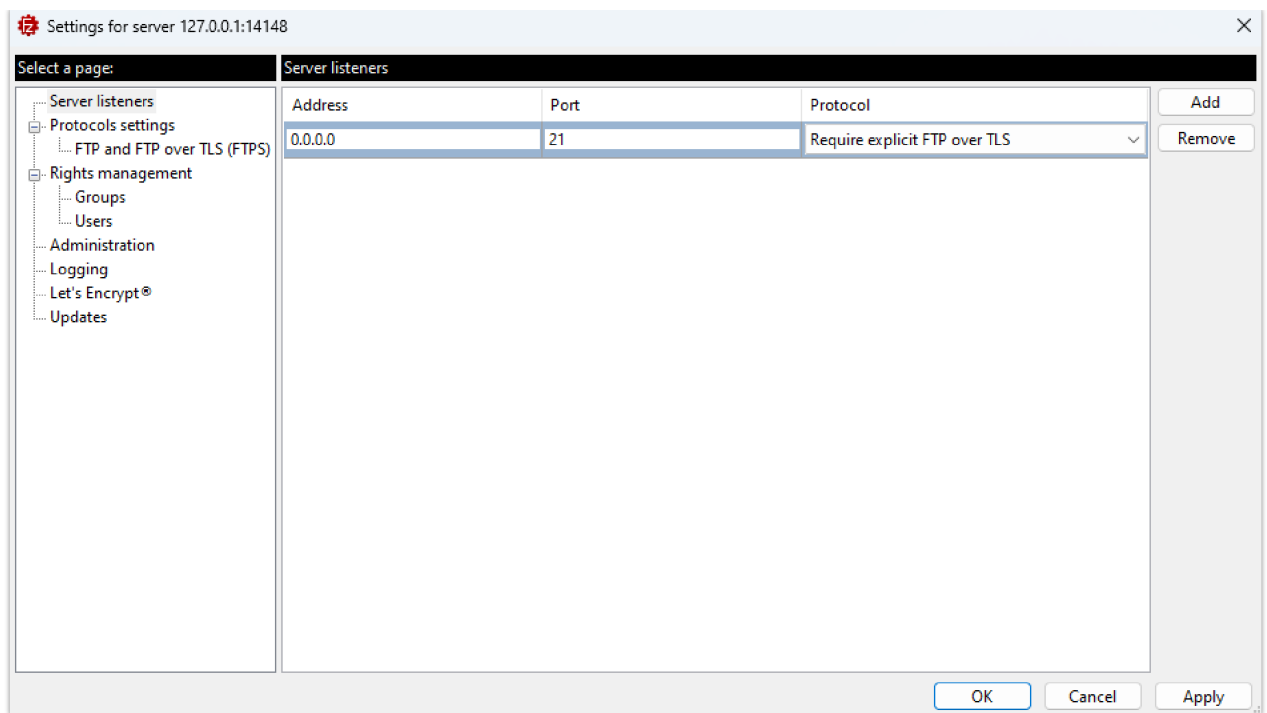 Settings for server 127.0.0.1:14148
Select a page:
Server listeners
Server listeners
Protocols settings
FTP and FTP over TLS (FTPS)
Rights management
Groups
Users
Administration
Logging
Let's Encrypt®
Updates
Address Port Protocol
0.0.0.0 21 Require explicit FTP over TLS
Add
Remove
OK Cancel Apply